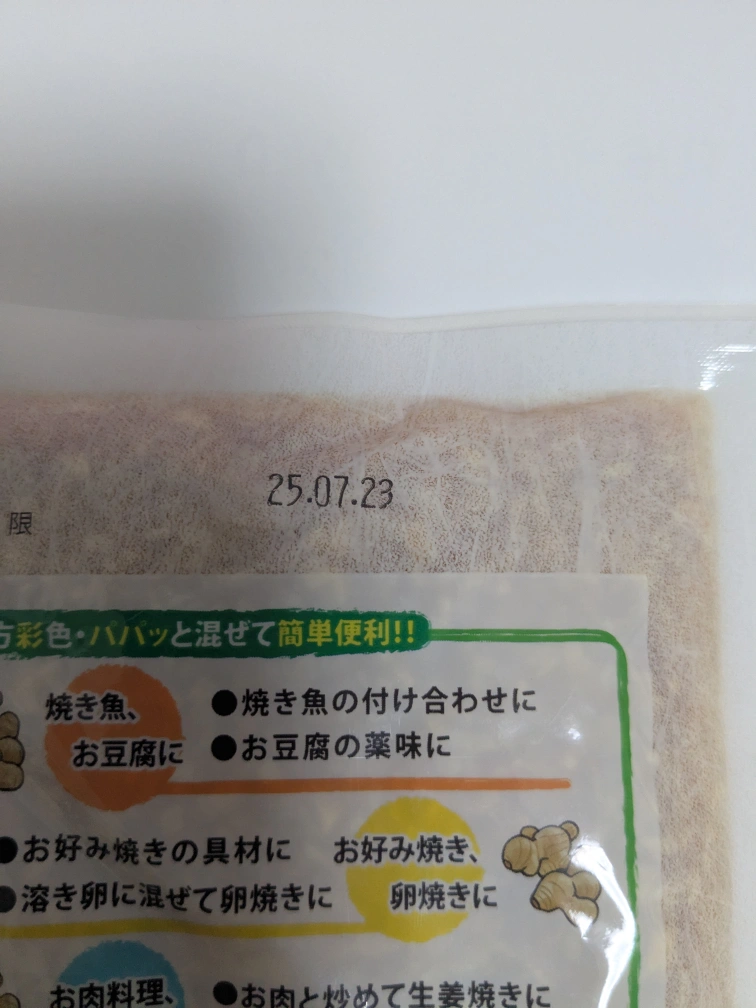 25.07.23
限
方彩色・パパッと混ぜて簡単便利!!
焼き魚、
お豆腐に
●焼き魚の付け合わせに
●お豆腐の薬味に
●お好み焼きの具材に
●溶き卵に混ぜて卵焼きに
お好み焼き、
卵焼きに
お肉料理、
●お肉と炒めて生姜焼きに